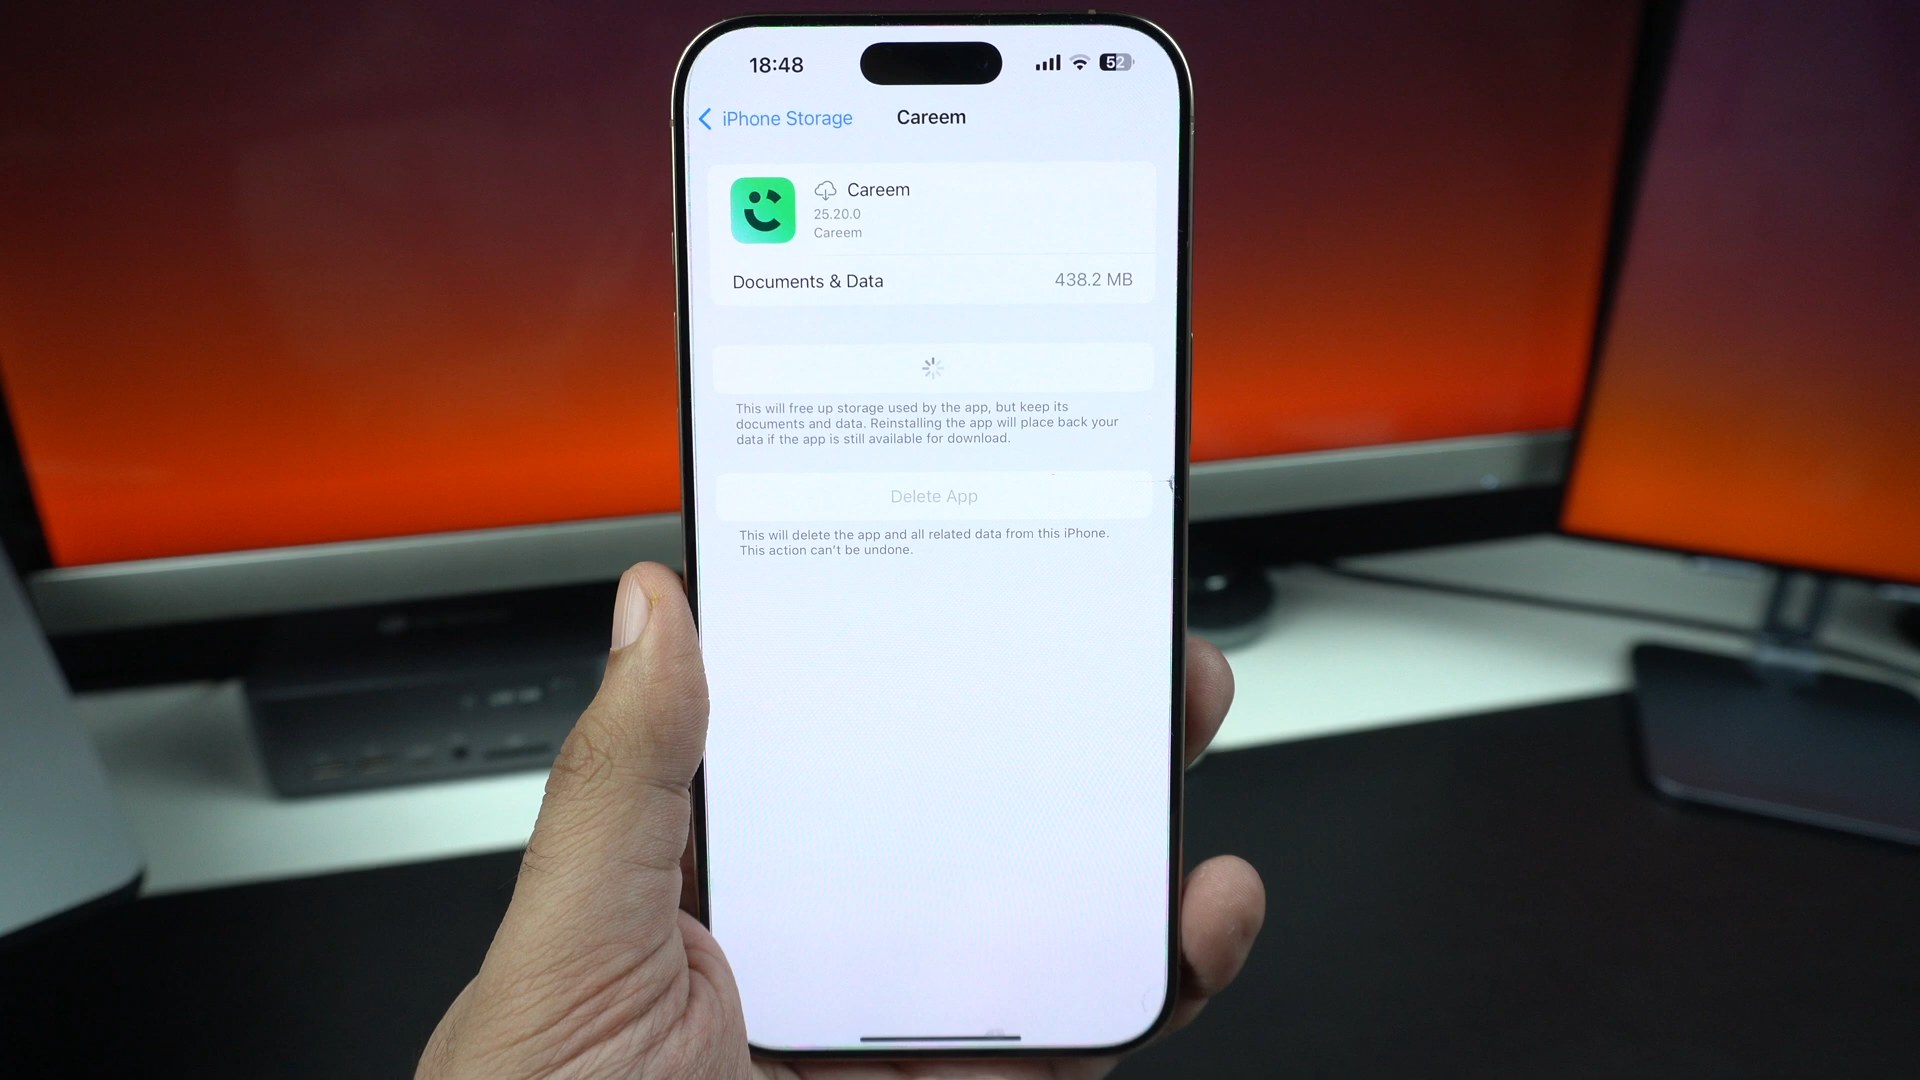 18:48
52
iPhone Storage
Careem
Careem
25.20.0
Careem
Documents & Data
438.2 MB
This will free up storage used by the app, but keep its
documents and data. Reinstalling the app will place back your
data if the app is still available for download.
Delete App
This will delete the app and all related data from this iPhone.
This action can't be undone.